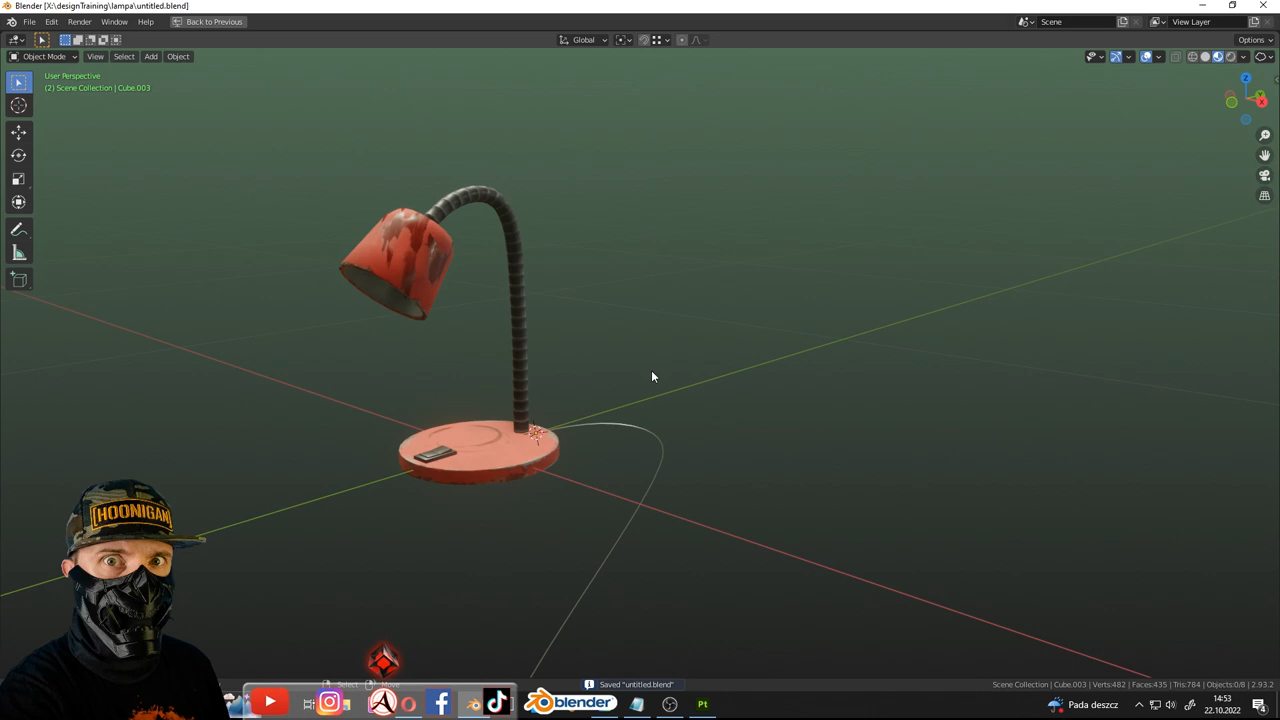 Blender [X:\designTraining\lampa\untitled.blend]
File Edit Render Window Help Back to Previous Scene View Layer
Global Options
Object Mode View Select Add Object
User Perspective
(2) Scene Collection | Cube.003
Z
Y
X
HOONIGAN
Select Move Saved "untitled.blend" Scene Collection | Cube.003 | Verts:482 | Faces:435 | Tris:784 | Objects:0/8 | 2.93.2
blender
Pt
Pada deszcz
14:53
22.10.2022